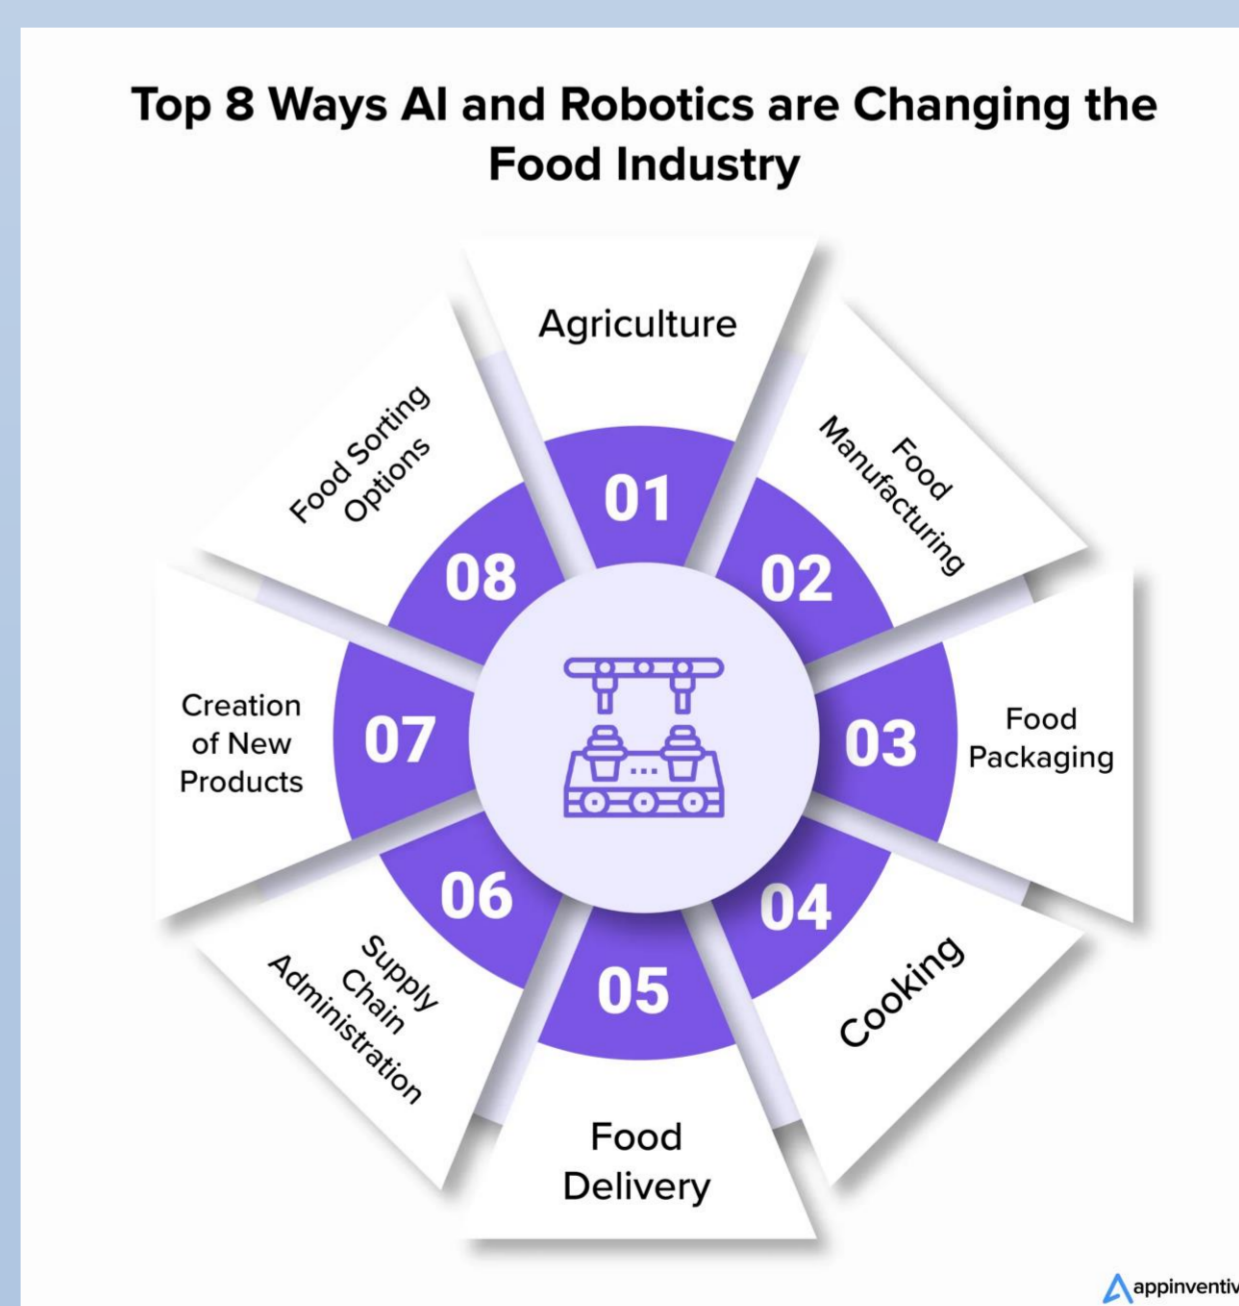 Top 8 Ways AI and Robotics are Changing the
Food Industry
Agriculture
01
Food
Manufacturing
02
Food
Packaging
03
Cooking
04
Food
Delivery
05
Supply
Chain
Administration
06
Creation
of New
Products
07
Food Sorting
Options
08
appinventiv